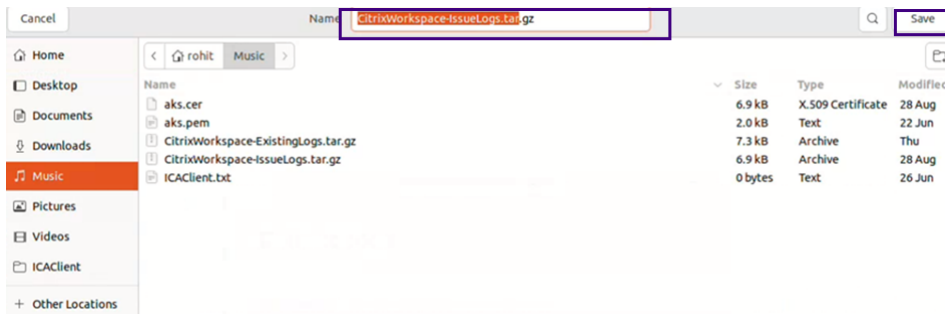 Cancel Name CitrixWorkspace-IssueLogs.tar.gz Save
Home rohit Music
Desktop Name Size Type Modified
aks.cer 6.9 kB X.509 Certificate 28 Aug
Documents aks.pem 2.0 kB Text 22 Jun
Downloads CitrixWorkspace-ExistingLogs.tar.gz 7.3 kB Archive Thu
CitrixWorkspace-IssueLogs.tar.gz 6.9 kB Archive 28 Aug
Music ICAClient.txt 0 bytes Text 26 Jun
Pictures
Videos
ICAClient
+ Other Locations